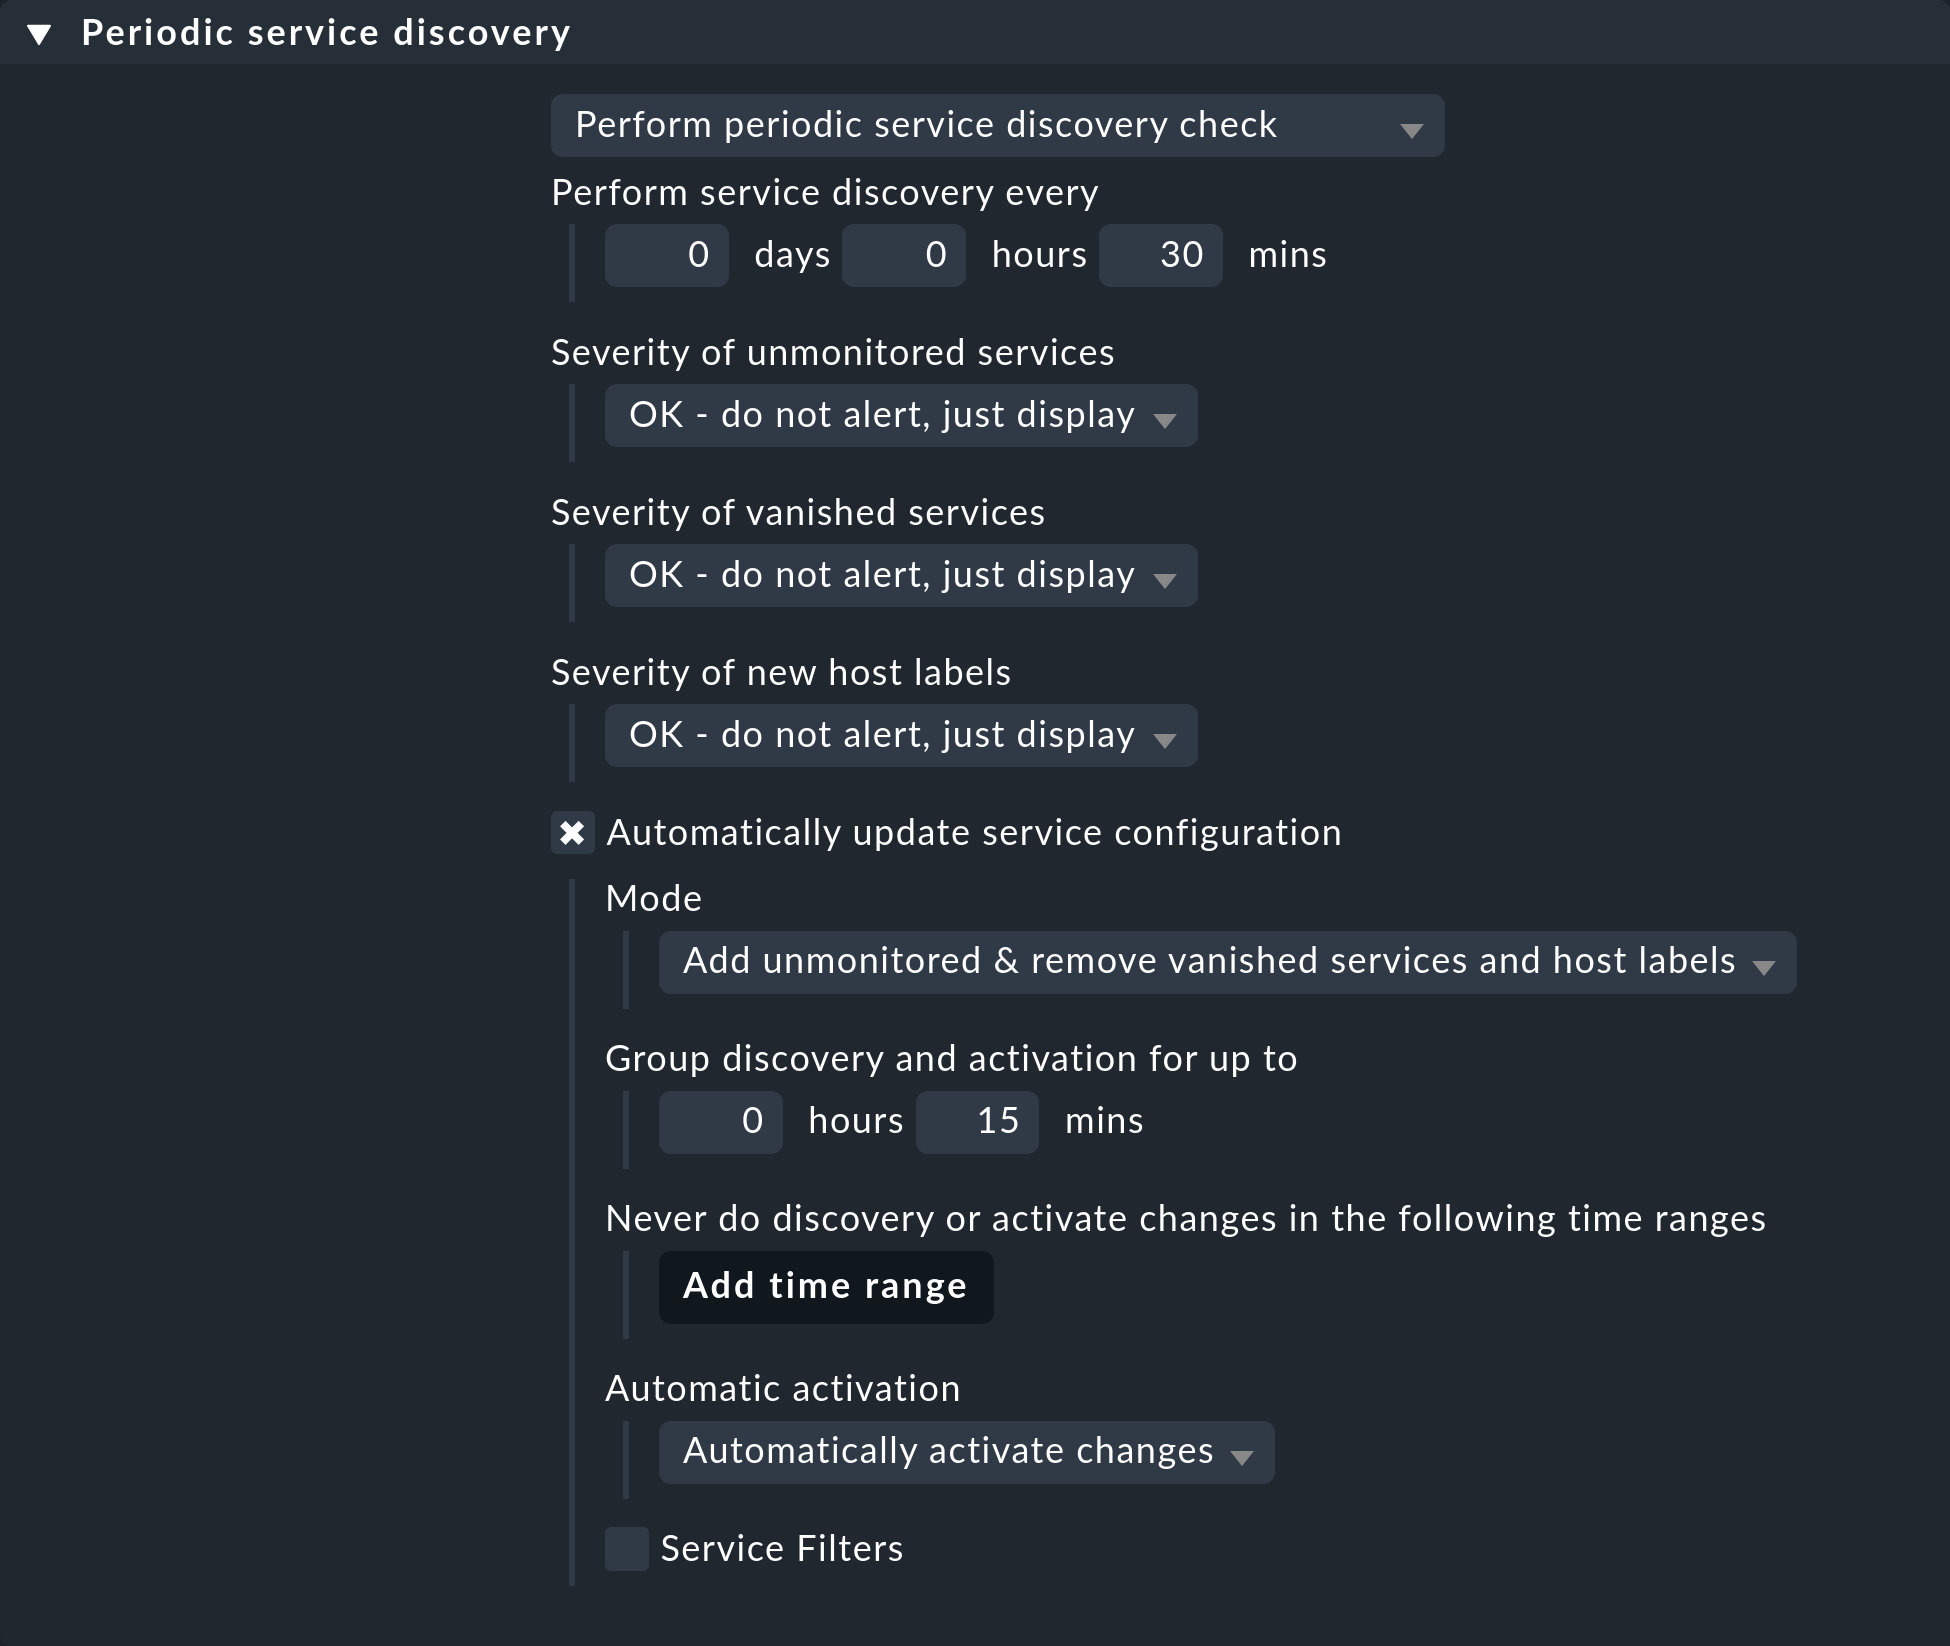 Periodic service discovery
Perform periodic service discovery check
Perform service discovery every
0 days 0 hours 30 mins
Severity of unmonitored services
OK - do not alert, just display
Severity of vanished services
OK - do not alert, just display
Severity of new host labels
OK - do not alert, just display
Automatically update service configuration
Mode
Add unmonitored & remove vanished services and host labels
Group discovery and activation for up to
0 hours 15 mins
Never do discovery or activate changes in the following time ranges
Add time range
Automatic activation
Automatically activate changes
Service Filters